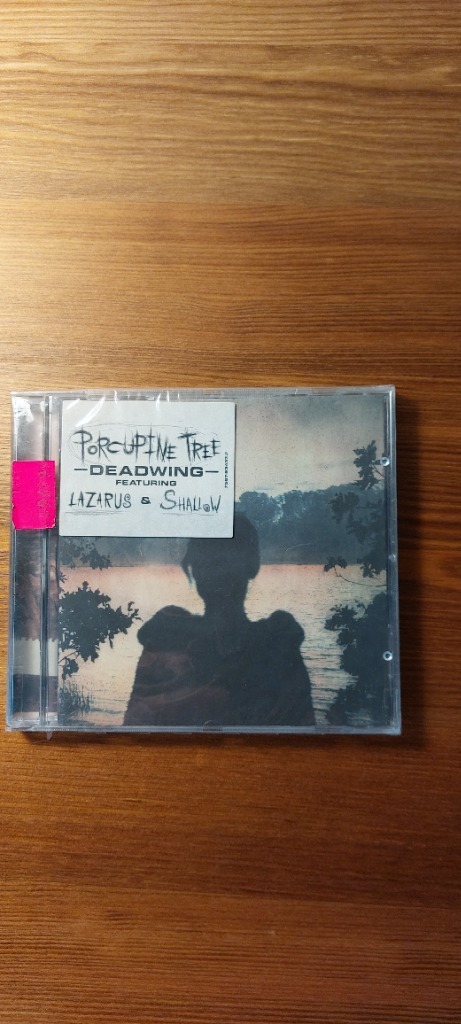 PORCUPINE TREE
—DEADWING—
FEATURING
LAZARUS & SHALLOW